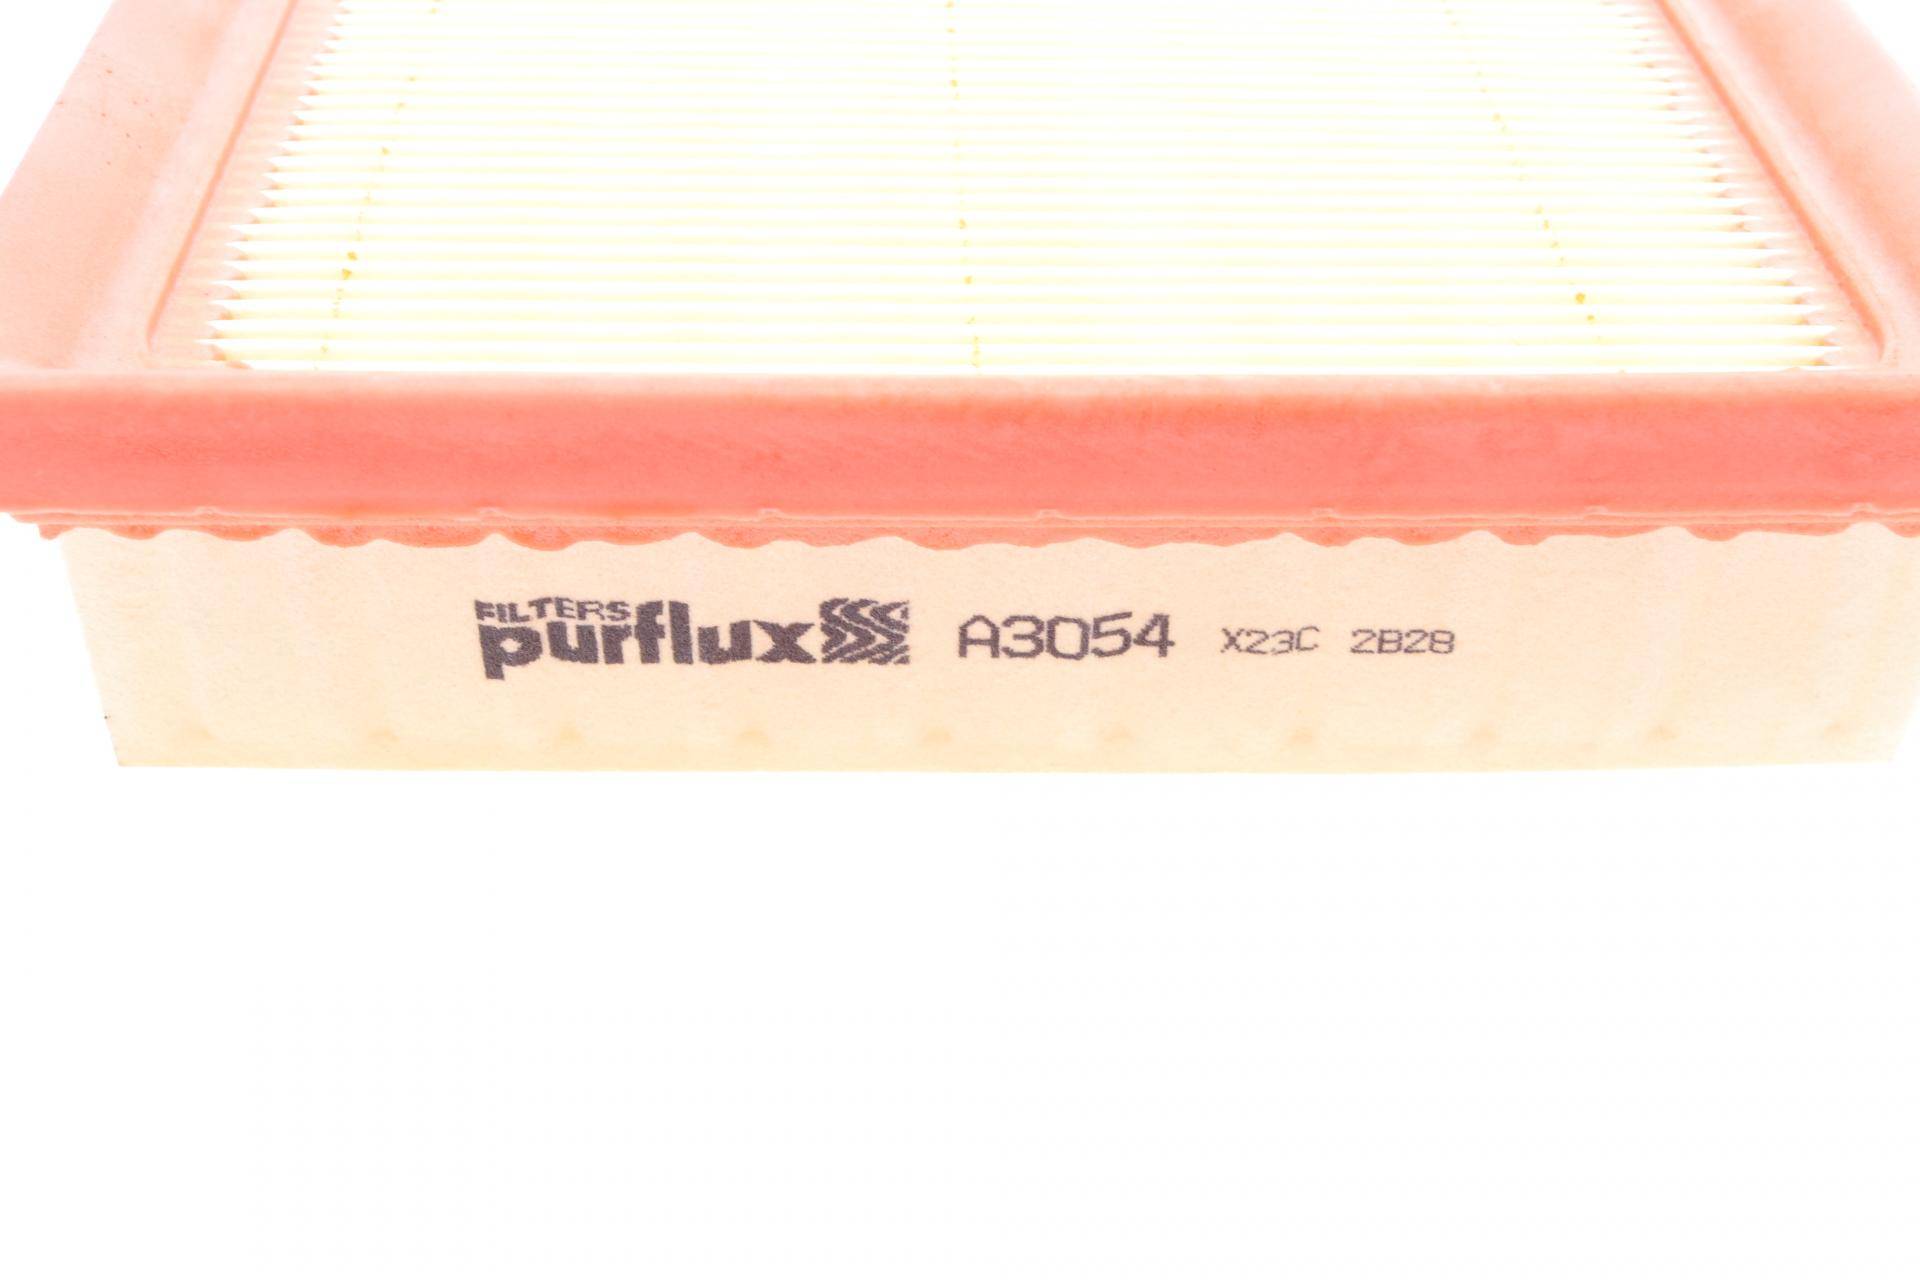 FILTERS
purflux A3054 X23C 2B28